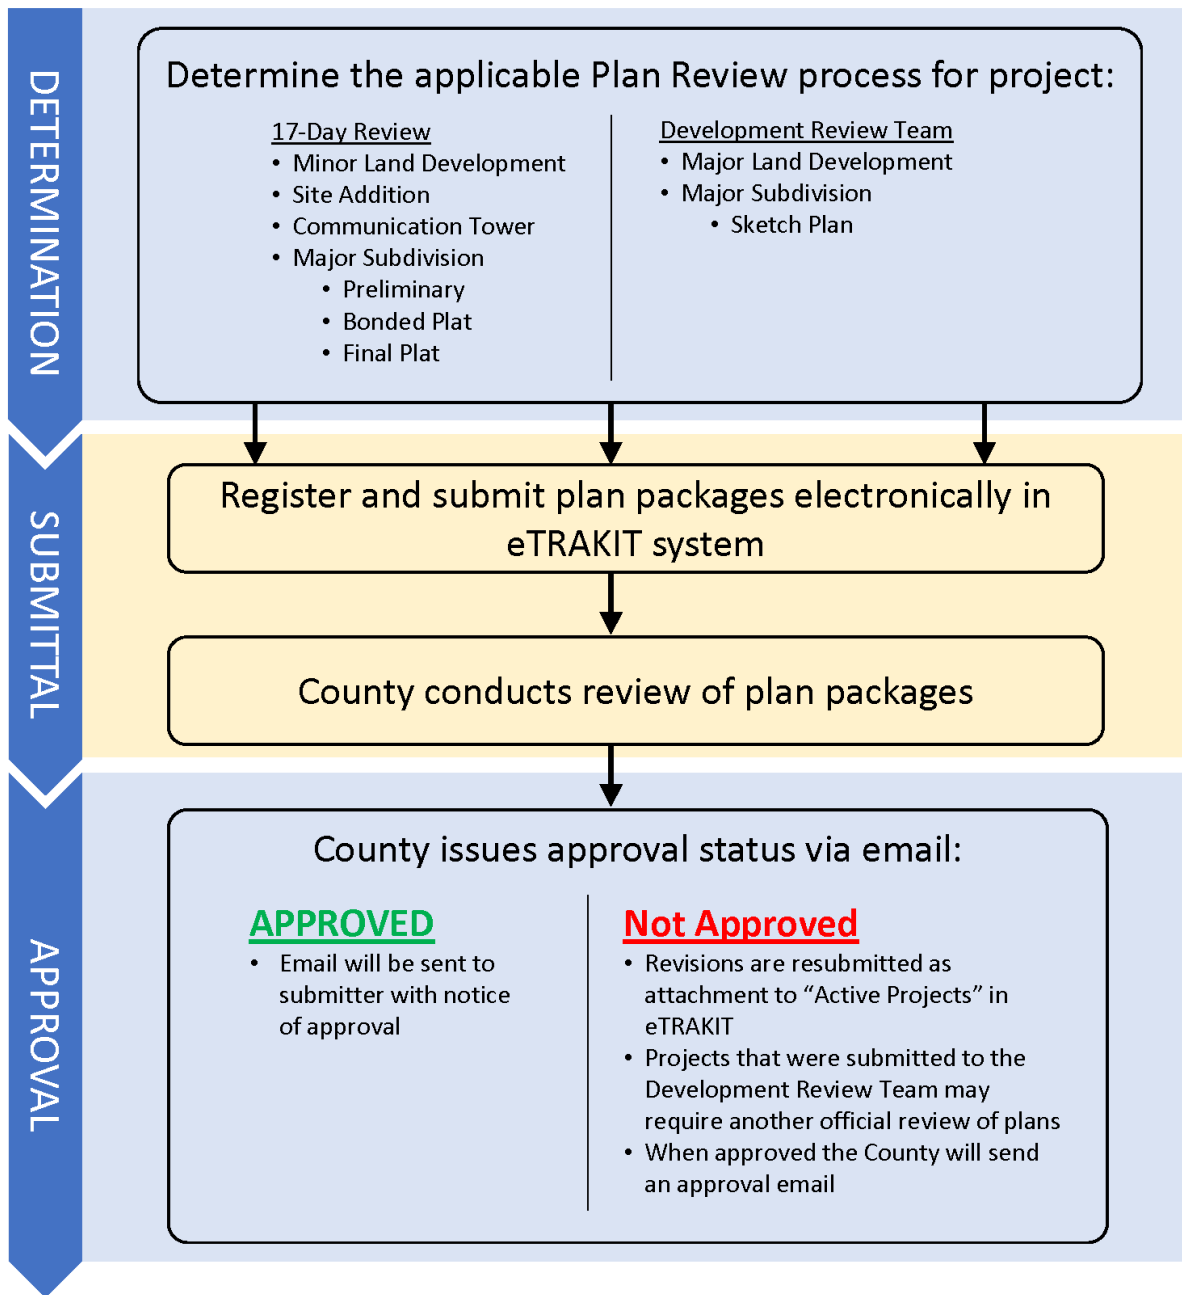 DETERMINATION
Determine the applicable Plan Review process for project:
17-Day Review
• Minor Land Development
• Site Addition
• Communication Tower
• Major Subdivision
• Preliminary
• Bonded Plat
• Final Plat
Development Review Team
• Major Land Development
• Major Subdivision
• Sketch Plan
SUBMITTAL
Register and submit plan packages electronically in
eTRAKIT system
County conducts review of plan packages
APPROVAL
County issues approval status via email:
APPROVED
• Email will be sent to
submitter with notice
of approval
Not Approved
• Revisions are resubmitted as
attachment to “Active Projects” in
eTRAKIT
• Projects that were submitted to the
Development Review Team may
require another official review of plans
• When approved the County will send
an approval email